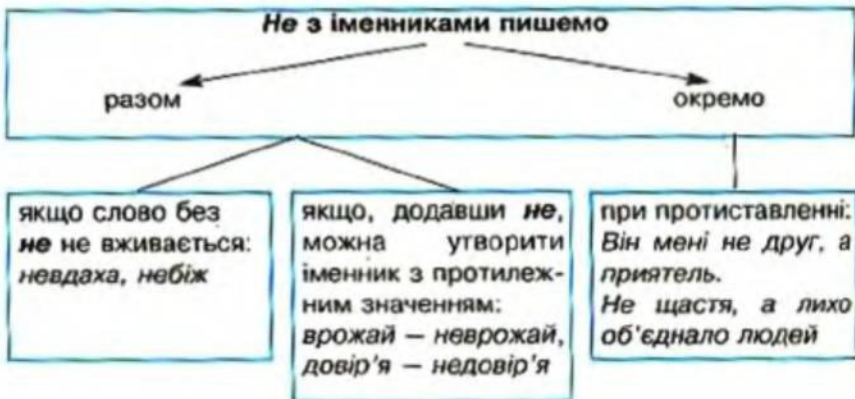 Не з іменниками пишемо
разом
окремо
якщо слово без
не не вживається:
невдаха, небіж
якщо, додавши не,
можна утворити
іменник з протилеж-
ним значенням:
врожай – неврожай,
довір'я – недовір'я
при протиставленні:
Він мені не друг, а
приятель.
Не щастя, а лихо
об'єднало людей